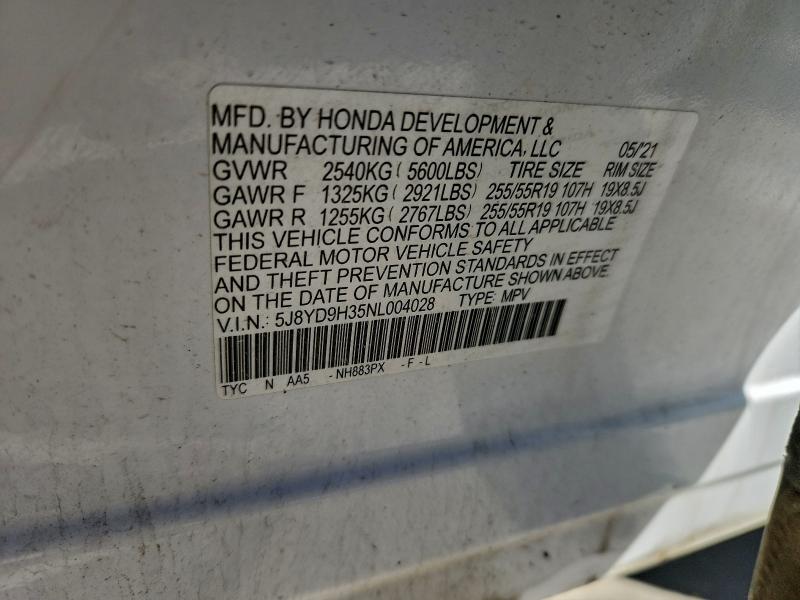 MFD. BY HONDA DEVELOPMENT &
MANUFACTURING OF AMERICA, LLC 05/'21
GVWR 2540KG ( 5600LBS) TIRE SIZE RIM SIZE
GAWR F 1325KG ( 2921LBS) 255/55R19 107H 19X8.5J
GAWR R 1255KG ( 2767LBS) 255/55R19 107H 19X8.5J
THIS VEHICLE CONFORMS TO ALL APPLICABLE
FEDERAL MOTOR VEHICLE SAFETY
AND THEFT PREVENTION STANDARDS IN EFFECT
ON THE DATE OF MANUFACTURE SHOWN ABOVE.
V.I.N.: 5J8YD9H35NL004028 TYPE: MPV
TYC N AA5 -NH883PX -F-L